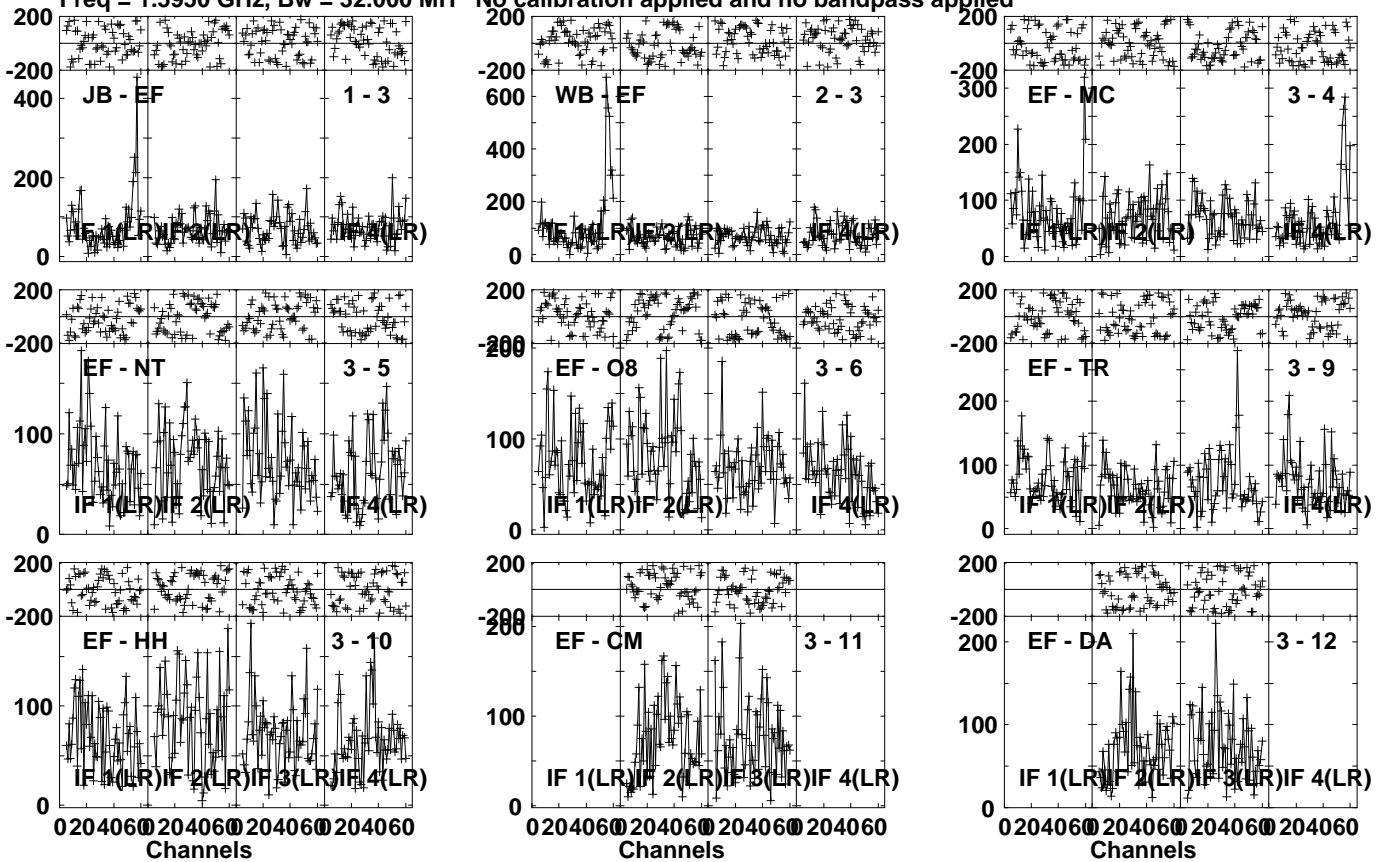 Freq = 1.5950 GHz, Bw = 32.000 MH No calibration applied and no bandpass applied
200 200 200
-200 -200 -200
JB - EF 1 - 3 WB - EF 2 - 3 EF - MC 3 - 4
400 600 300
200 400 200
0 200 100
0 0
IF 1(LR) IF 2(LR) IF 4(LR) IF 1(LR) IF 2(LR) IF 4(LR) IF 1(LR) IF 2(LR) IF 4(LR)
200 200 200
-200 -200 -200
200
EF - NT 3 - 5 EF - O8 3 - 6 EF - TR 3 - 9
200
100 100 100
0 0 0
IF 1(LR) IF 2(LR) IF 4(LR) IF 1(LR) IF 2(LR) IF 4(LR) IF 1(LR) IF 2(LR) IF 4(LR)
200 200 200
-200 -200 -200
200
EF - HH 3 - 10 EF - CM 3 - 11 EF - DA 3 - 12
200
100 100 100
0 0 0
IF 1(LR) IF 2(LR) IF 3(LR) IF 4(LR) IF 1(LR) IF 2(LR) IF 3(LR) IF 4(LR) IF 1(LR) IF 2(LR) IF 3(LR) IF 4(LR)
0 20 40 60 0 20 40 60 0 20 40 60 0 20 40 60 0 20 40 60 0 20 40 60 0 20 40 60 0 20 40 60 0 20 40 60 0 20 40 60 0 20 40 60 0 20 40 60
Channels Channels Channels